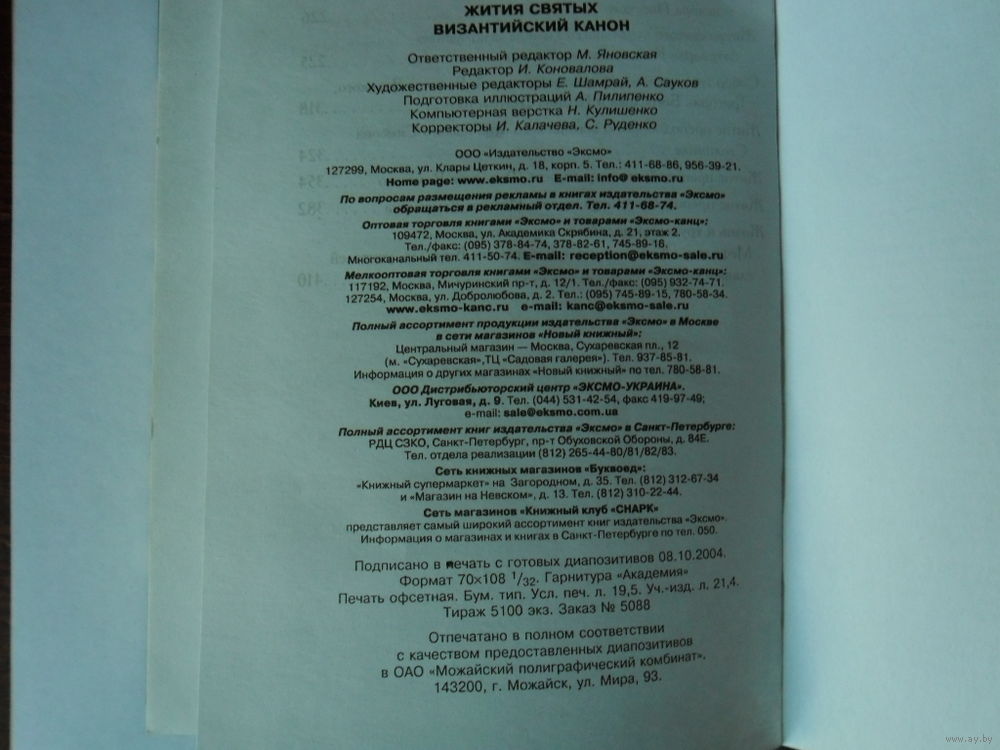 ЖИТИЯ СВЯТЫХ
ВИЗАНТИЙСКИЙ КАНОН
Ответственный редактор М. Яновская
Редактор И. Коновалова
Художественные редакторы Е. Шамрай, А. Сауков
Подготовка иллюстраций А. Пилипенко
Компьютерная верстка Н. Кулишенко
Корректоры И. Калачева, С. Руденко
ООО «Издательство «Эксмо»
127299, Москва, ул. Клары Цеткин, д. 18, корп. 5. Тел.: 411-68-86, 956-39-21.
Home page: www.eksmo.ru E-mail: info@ eksmo.ru
По вопросам размещения рекламы в книгах издательства «Эксмо»
обращаться в рекламный отдел. Тел. 411-68-74.
Оптовая торговля книгами «Эксмо» и товарами «Эксмо-канц»:
109472, Москва, ул. Академика Скрябина, д. 21, этаж 2.
Тел./факс: (095) 378-84-74, 378-82-61, 745-89-16.
Многоканальный тел. 411-50-74. E-mail: reception@eksmo-sale.ru
Мелкооптовая торговля книгами «Эксмо» и товарами «Эксмо-канц»:
117192, Москва, Мичуринский пр-т, д. 12/1. Тел./факс: (095) 932-74-71.
127254, Москва, ул. Добролюбова, д. 2. Тел.: (095) 745-89-15, 780-58-34.
www.eksmo-kanc.ru e-mail: kanc@eksmo-sale.ru
Полный ассортимент продукции издательства «Эксмо» в Москве
в сети магазинов «Новый книжный»:
Центральный магазин — Москва, Сухаревская пл., 12
(м. «Сухаревская»,ТЦ «Садовая галерея»). Тел. 937-85-81.
Информация о других магазинах «Новый книжный» по тел. 780-58-81.
ООО Дистрибьюторский центр «ЭКСМО-УКРАИНА».
Киев, ул. Луговая, д. 9. Тел. (044) 531-42-54, факс 419-97-49;
e-mail: sale@eksmo.com.ua
Полный ассортимент книг издательства «Эксмо» в Санкт-Петербурге:
РДЦ СЗКО, Санкт-Петербург, пр-т Обуховской Обороны, д. 84Е.
Тел. отдела реализации (812) 265-44-80/81/82/83.
Сеть книжных магазинов «Буквоед»:
«Книжный супермаркет» на Загородном, д. 35. Тел. (812) 312-67-34
и «Магазин на Невском», д. 13. Тел. (812) 310-22-44.
Сеть магазинов «Книжный клуб «СНАРК»
представляет самый широкий ассортимент книг издательства «Эксмо».
Информация о магазинах и книгах в Санкт-Петербурге по тел. 050.
Подписано в печать с готовых диапозитивов 08.10.2004.
Формат 70×108 1/32. Гарнитура «Академия»
Печать офсетная. Бум. тип. Усл. печ. л. 19,5. Уч.-изд. л. 21,4.
Тираж 5100 экз. Заказ № 5088
Отпечатано в полном соответствии
с качеством предоставленных диапозитивов
в ОАО «Можайский полиграфический комбинат».
143200, г. Можайск, ул. Мира, 93.
www.ay.by